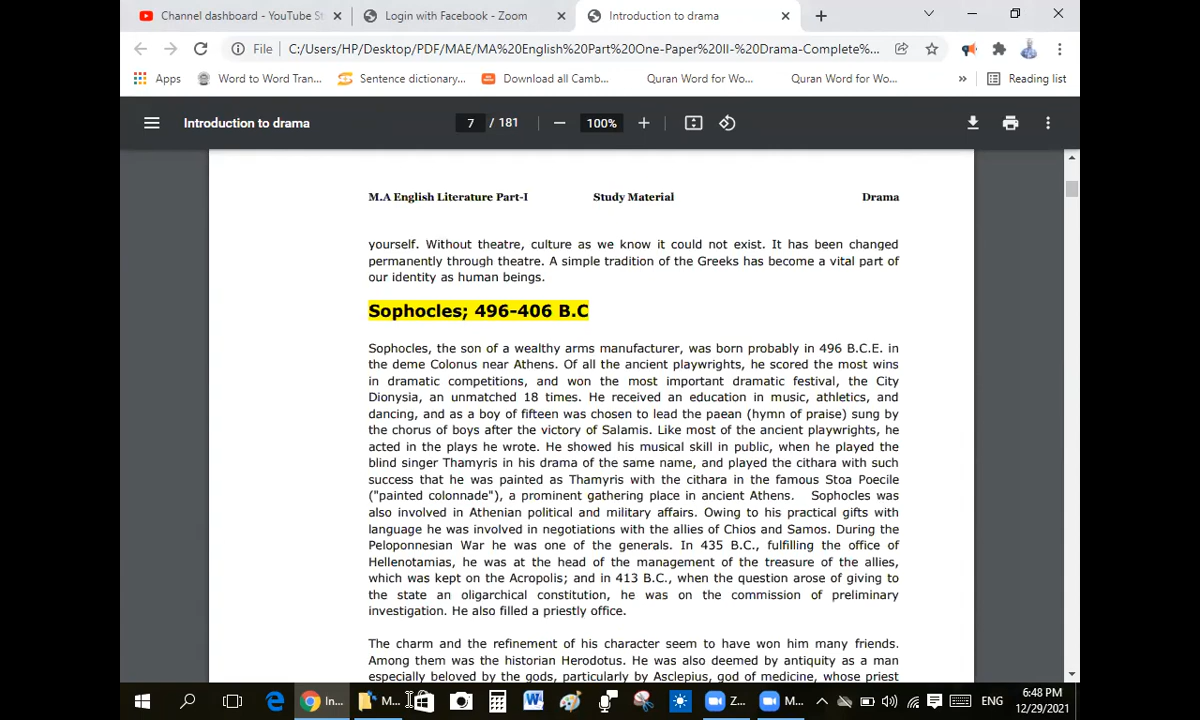 Channel dashboard - YouTube St
Login with Facebook - Zoom
Introduction to drama
File C:/Users/HP/Desktop/PDF/MAE/MA%20English%20Part%20One-Paper%20II-%20Drama-Complete%...
Apps Word to Word Tran... Sentence dictionary... Download all Camb... Quran Word for Wo... Quran Word for Wo... » Reading list
Introduction to drama 7 / 181 100%
M.A English Literature Part-I Study Material Drama
yourself. Without theatre, culture as we know it could not exist. It has been changed
permanently through theatre. A simple tradition of the Greeks has become a vital part of
our identity as human beings.
Sophocles; 496-406 B.C
Sophocles, the son of a wealthy arms manufacturer, was born probably in 496 B.C.E. in
the deme Colonus near Athens. Of all the ancient playwrights, he scored the most wins
in dramatic competitions, and won the most important dramatic festival, the City
Dionysia, an unmatched 18 times. He received an education in music, athletics, and
dancing, and as a boy of fifteen was chosen to lead the paean (hymn of praise) sung by
the chorus of boys after the victory of Salamis. Like most of the ancient playwrights, he
acted in the plays he wrote. He showed his musical skill in public, when he played the
blind singer Thamyris in his drama of the same name, and played the cithara with such
success that he was painted as Thamyris with the cithara in the famous Stoa Poecile
("painted colonnade"), a prominent gathering place in ancient Athens. Sophocles was
also involved in Athenian political and military affairs. Owing to his practical gifts with
language he was involved in negotiations with the allies of Chios and Samos. During the
Peloponnesian War he was one of the generals. In 435 B.C., fulfilling the office of
Hellenotamias, he was at the head of the management of the treasure of the allies,
which was kept on the Acropolis; and in 413 B.C., when the question arose of giving to
the state an oligarchical constitution, he was on the commission of preliminary
investigation. He also filled a priestly office.
The charm and the refinement of his character seem to have won him many friends.
Among them was the historian Herodotus. He was also deemed by antiquity as a man
especially beloved by the gods, particularly by Asclepius, god of medicine, whose priest
In... M... Z... M... ENG 6:48 PM
12/29/2021